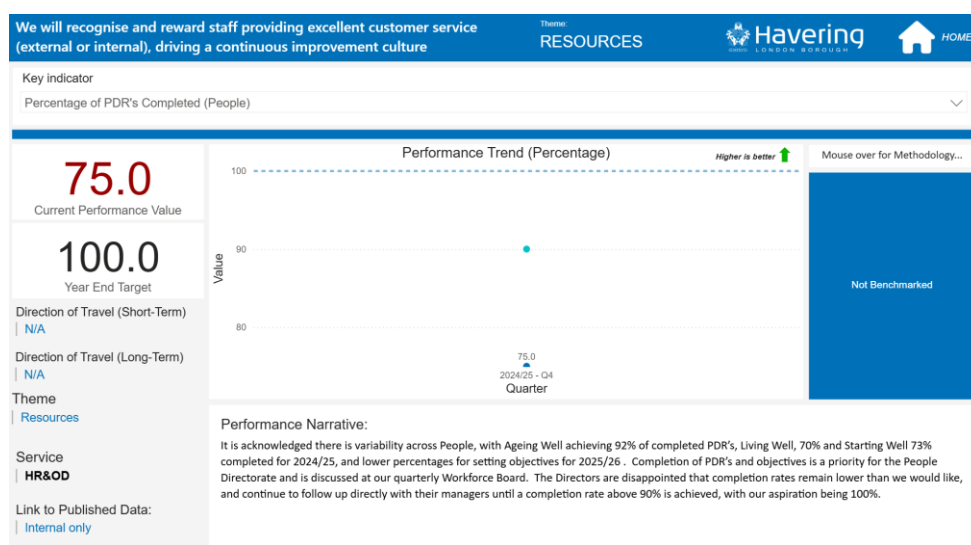 We will recognise and reward staff providing excellent customer service
(external or internal), driving a continuous improvement culture
Theme:
RESOURCES
Havering
LONDON BOROUGH
HOME
Key indicator
Percentage of PDR's Completed (People)
75.0
Current Performance Value
100.0
Year End Target
Direction of Travel (Short-Term)
N/A
Direction of Travel (Long-Term)
N/A
Theme
Resources
Service
HR&OD
Link to Published Data:
Internal only
Performance Trend (Percentage)
Higher is better
100
90
80
Value
75.0
2024/25 - Q4
Quarter
Mouse over for Methodology...
Not Benchmarked
Performance Narrative:
It is acknowledged there is variability across People, with Ageing Well achieving 92% of completed PDR's, Living Well, 70% and Starting Well 73%
completed for 2024/25, and lower percentages for setting objectives for 2025/26 . Completion of PDR's and objectives is a priority for the People
Directorate and is discussed at our quarterly Workforce Board. The Directors are disappointed that completion rates remain lower than we would like,
and continue to follow up directly with their managers until a completion rate above 90% is achieved, with our aspiration being 100%.